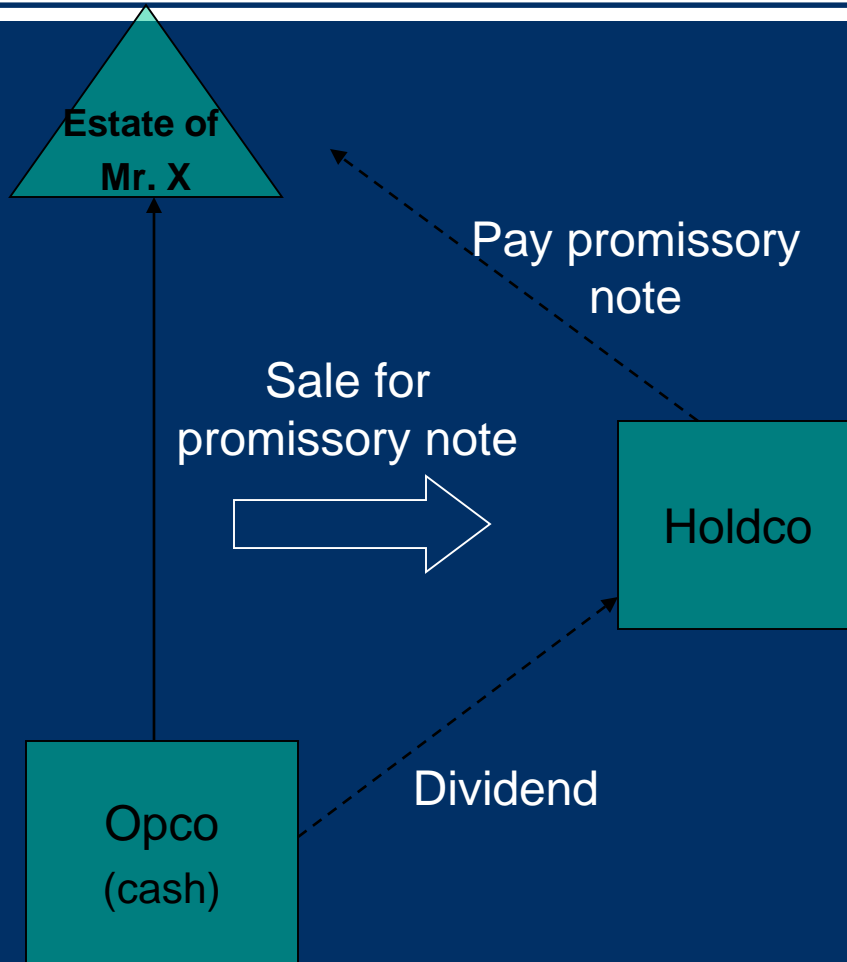 Estate of
Mr. X
Pay promissory
note
Sale for
promissory note
Holdco
Dividend
Opco
(cash)